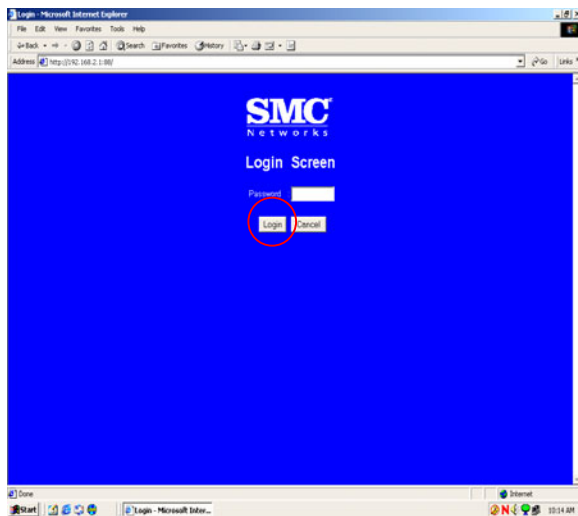 Login - Microsoft Internet Explorer
File Edit View Favorites Tools Help
Back Search Favorites History
Address http://192.168.2.1:88/ Go Links
SMC
Networks
Login Screen
Password
Login Cancel
Done Internet
Start Login - Microsoft Inter... 10:14 AM